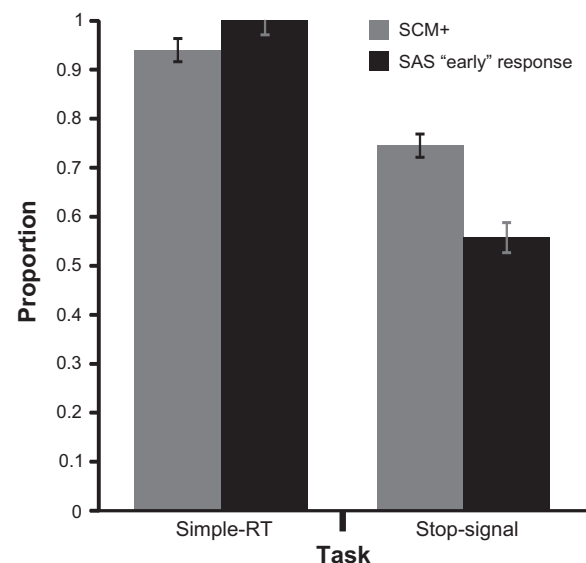 SCM+
SAS “early” response
Proportion
1
0.9
0.8
0.7
0.6
0.5
0.4
0.3
0.2
0.1
0
Simple-RT
Stop-signal
Task